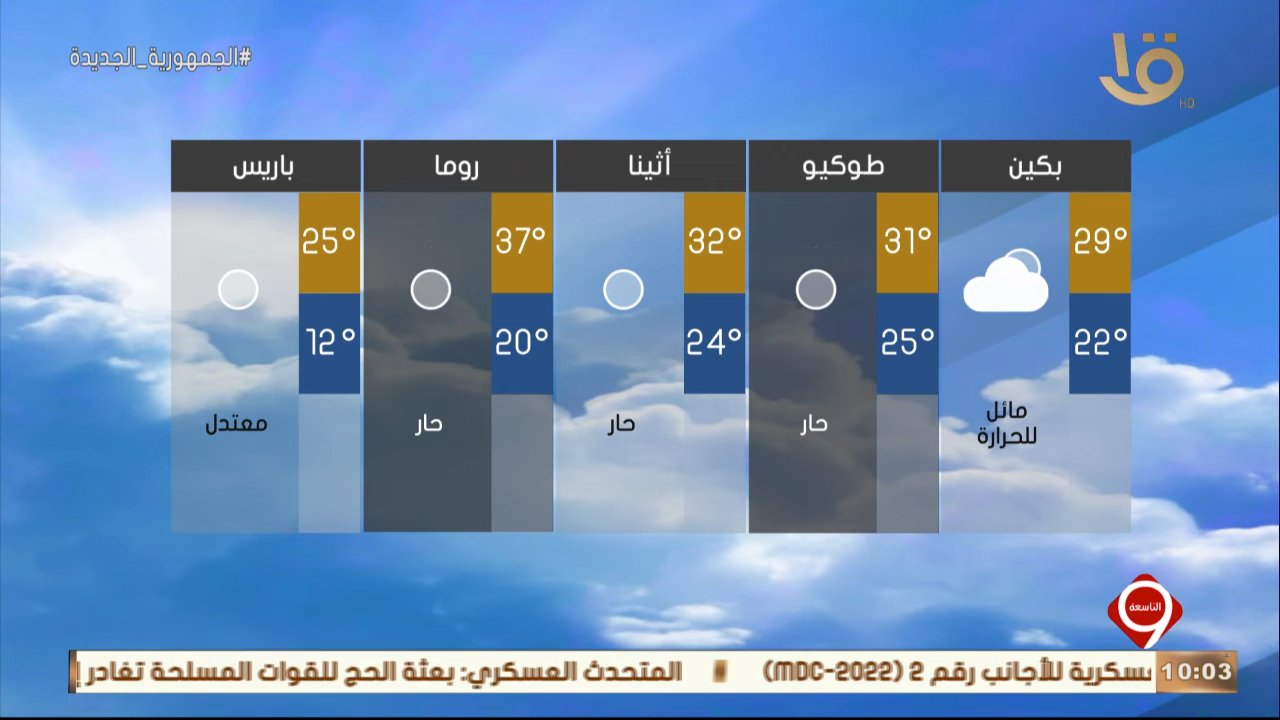 #الجمهورية_الجديدة
HD
بكين
29°
22°
مائل
للحرارة
طوكيو
31°
25°
حار
أثينا
32°
24°
حار
روما
37°
20°
حار
باريس
25°
12°
معتدل
التاسعة
9
10:03
سكرية للأجانب رقم 2 (MDC-2022) المتحدث العسكري: بعثة الحج للقوات المسلحة تغادر